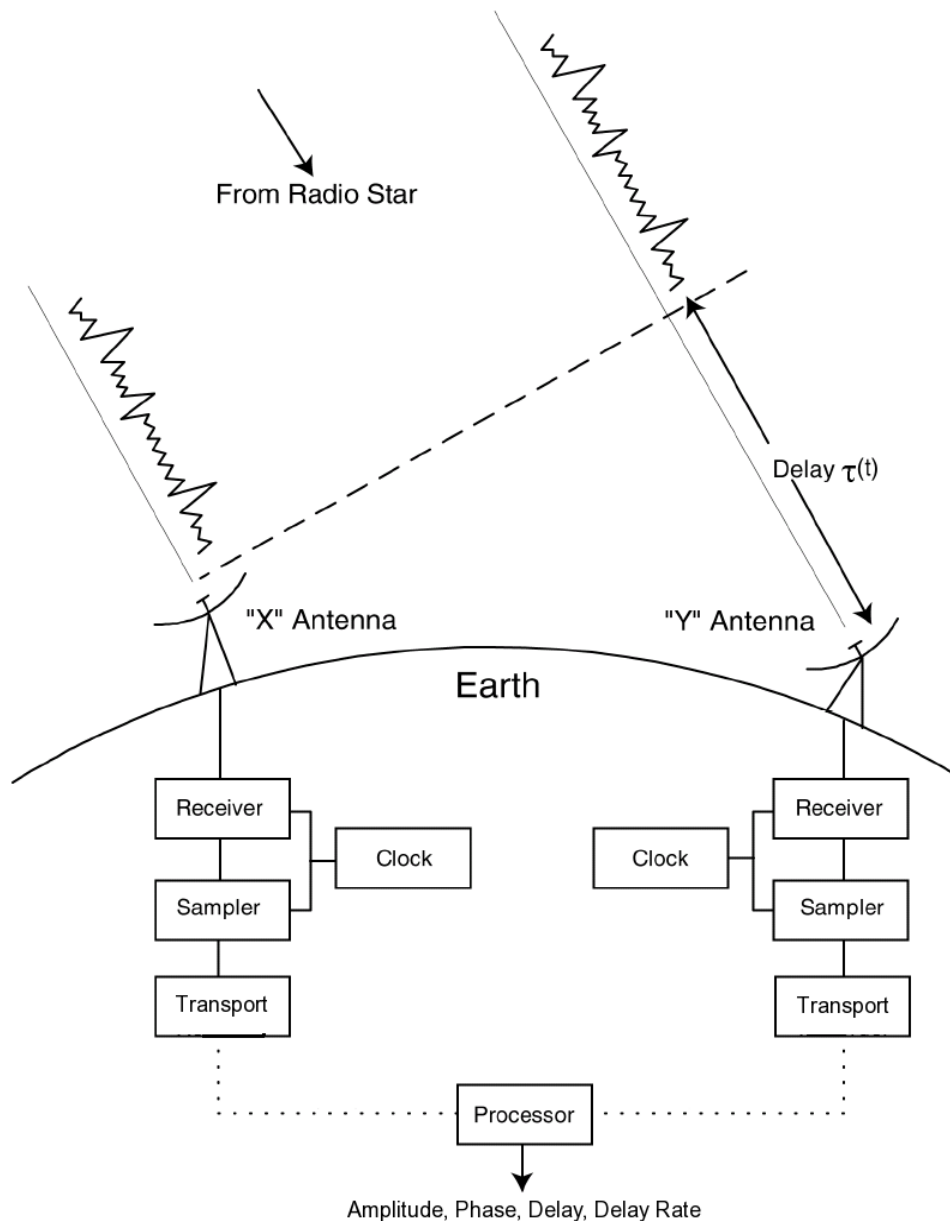 From Radio Star
Delay τ(t)
"X" Antenna
"Y" Antenna
Earth
Receiver
Receiver
Clock
Clock
Sampler
Sampler
Transport
Transport
Processor
Amplitude, Phase, Delay, Delay Rate